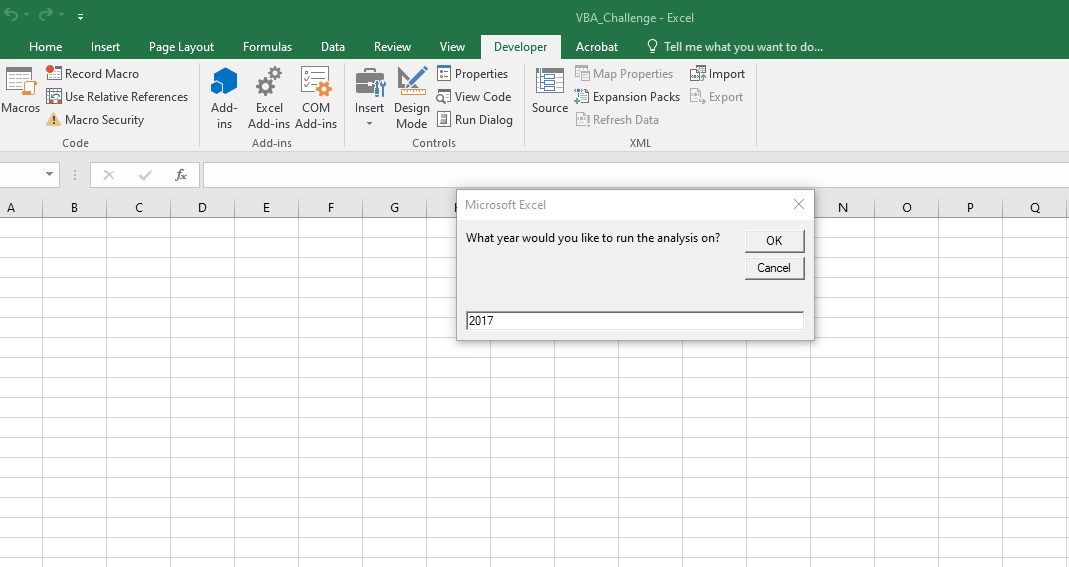 VBA_Challenge - Excel
Home Insert Page Layout Formulas Data Review View Developer Acrobat Tell me what you want to do...
Macros
Record Macro
Use Relative References
Macro Security
Code
Add-
ins
Excel
Add-ins
COM
Add-ins
Add-ins
Insert
Design
Mode
Properties
View Code
Run Dialog
Controls
Source
Map Properties
Expansion Packs
Refresh Data
Import
Export
XML
fx
A B C D E F G N O P Q
Microsoft Excel
What year would you like to run the analysis on?
OK
Cancel
2017